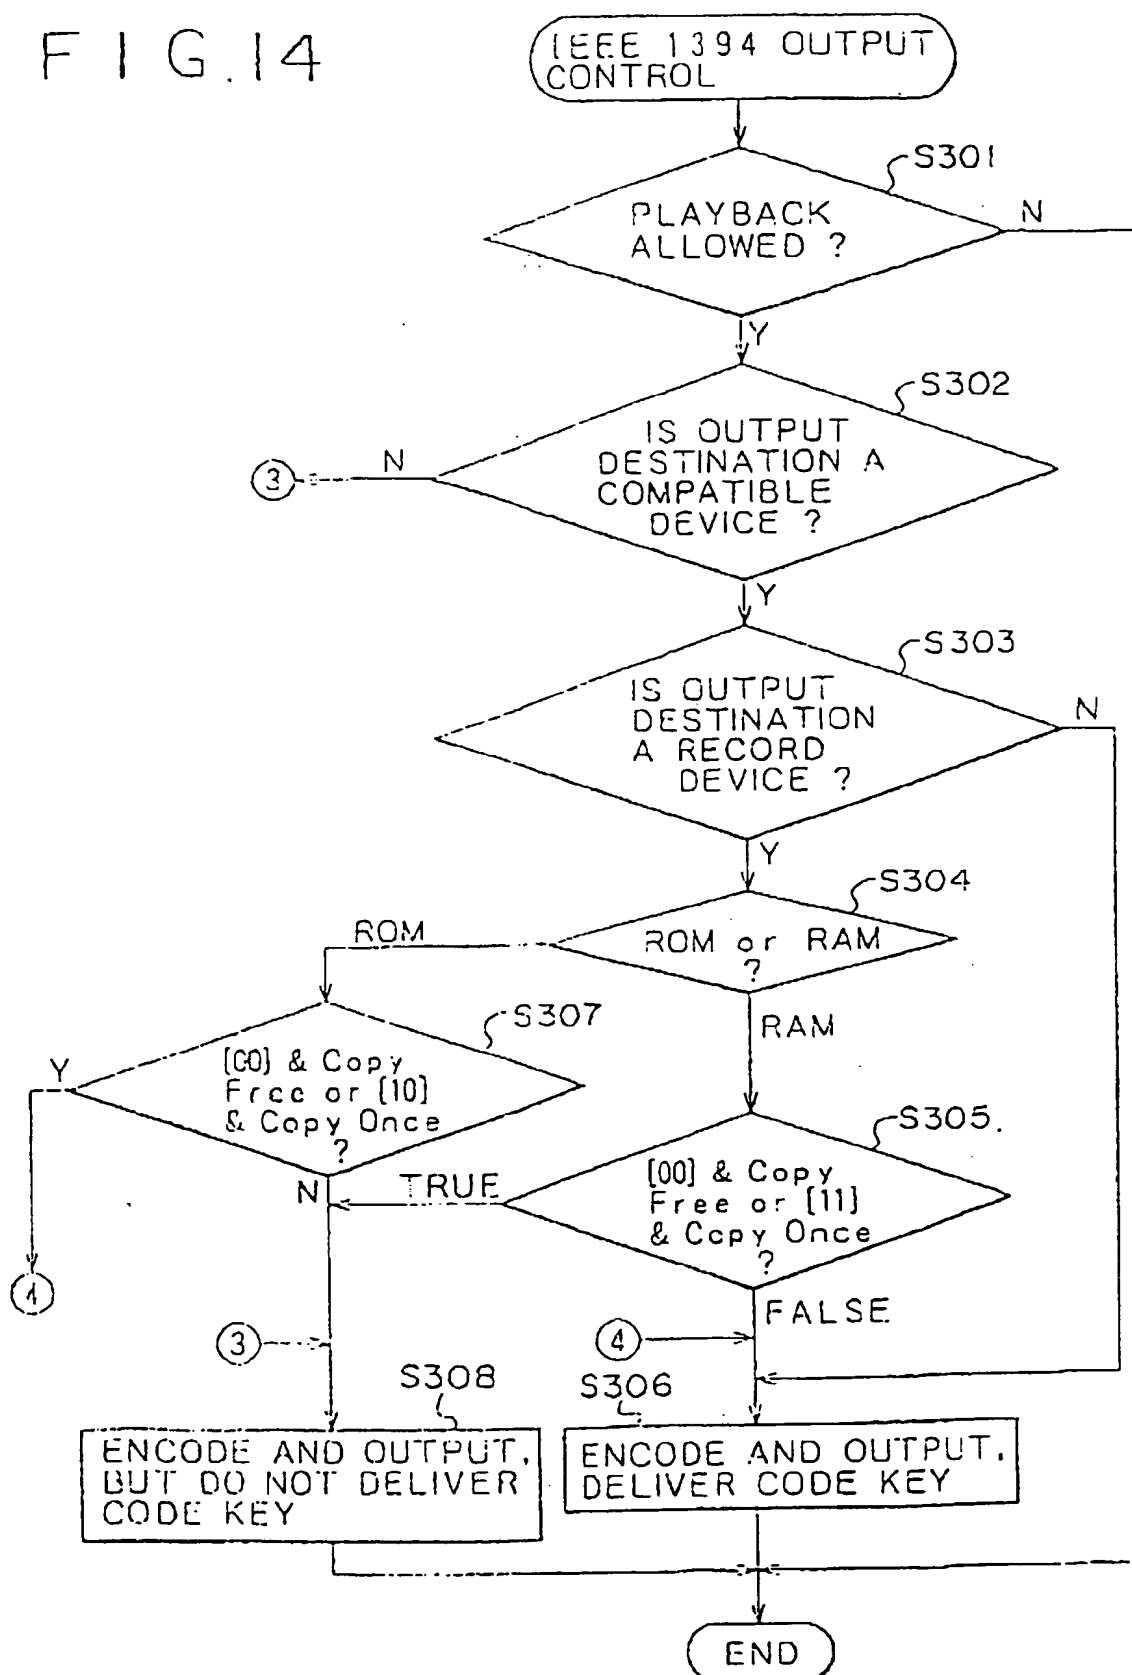 FIG.14
IEEE 1394 OUTPUT
CONTROL
S301
PLAYBACK
ALLOWED ?
N
Y
S302
IS OUTPUT
DESTINATION A
COMPATIBLE
DEVICE ?
N
3
Y
S303
IS OUTPUT
DESTINATION
A RECORD
DEVICE ?
N
Y
S304
ROM or RAM
?
ROM
RAM
S307
[00] & Copy
Free or [10]
& Copy Once
?
Y
N
S305.
[00] & Copy
Free or [11]
& Copy Once
?
TRUE
FALSE
4
3
4
S308
ENCODE AND OUTPUT,
BUT DO NOT DELIVER
CODE KEY
S306
ENCODE AND OUTPUT.
DELIVER CODE KEY
END